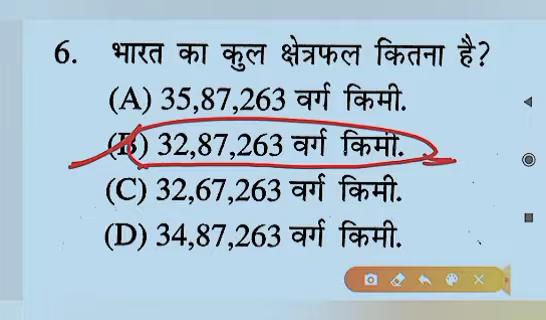 6. भारत का कुल क्षेत्रफल कितना है?
(A) 35,87,263 वर्ग किमी.
(B) 32,87,263 वर्ग किमी.
(C) 32,67,263 वर्ग किमी.
(D) 34,87,263 वर्ग किमी.